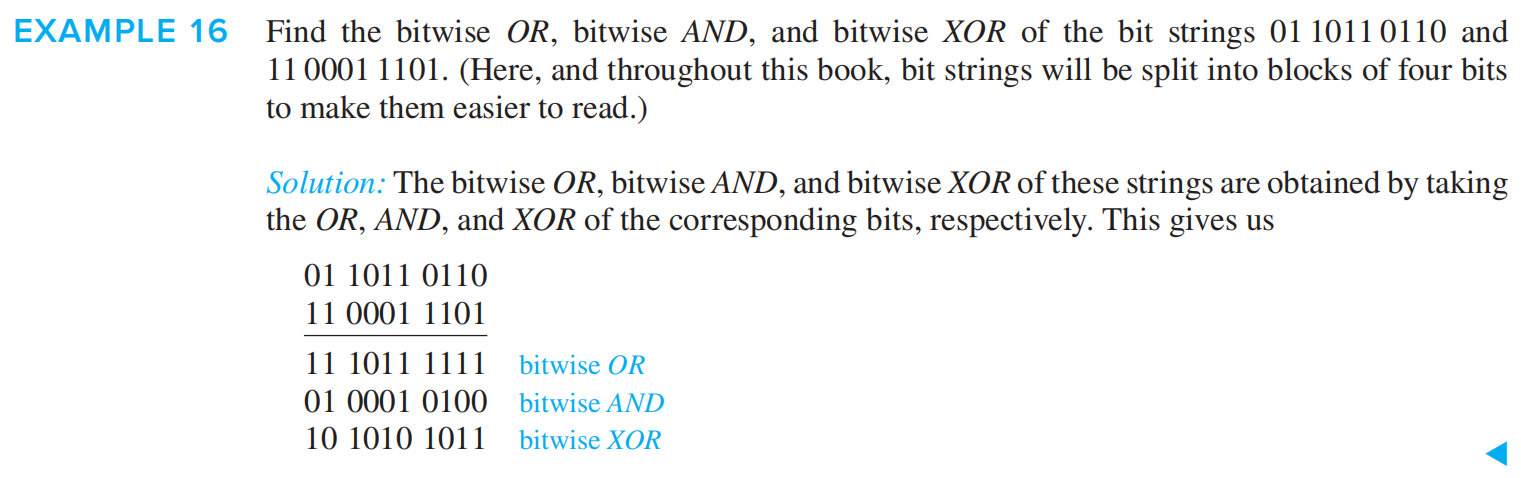 EXAMPLE 16 Find the bitwise OR, bitwise AND, and bitwise XOR of the bit strings 01 1011 0110 and
11 0001 1101. (Here, and throughout this book, bit strings will be split into blocks of four bits
to make them easier to read.)
Solution: The bitwise OR, bitwise AND, and bitwise XOR of these strings are obtained by taking
the OR, AND, and XOR of the corresponding bits, respectively. This gives us
01 1011 0110
11 0001 1101
11 1011 1111 bitwise OR
01 0001 0100 bitwise AND
10 1010 1011 bitwise XOR